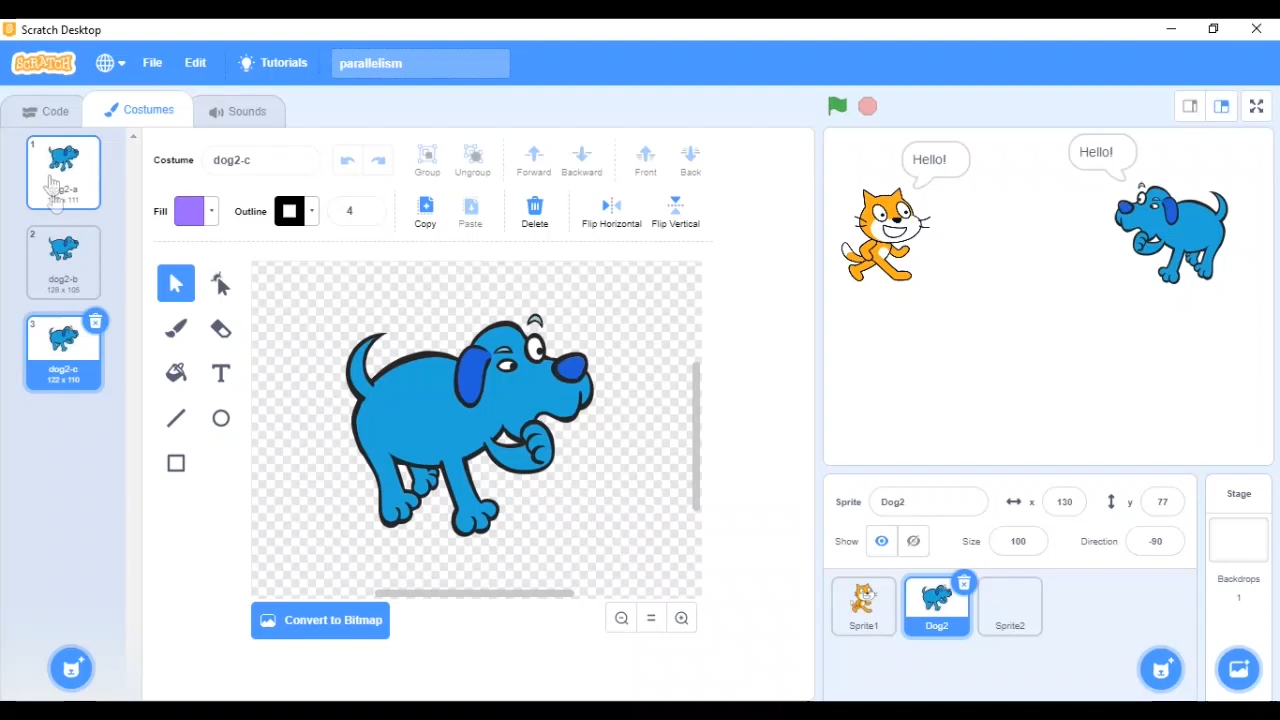 Scratch Desktop
SCRATCH
File
Edit
Tutorials
parallelism
Code
Costumes
Sounds
1
dog2-a
2
dog2-b
128 x 105
3
dog2-c
122 x 110
Costume
dog2-c
Group
Ungroup
Forward
Backward
Front
Back
Fill
Outline
4
Copy
Paste
Delete
Flip Horizontal
Flip Vertical
T
Convert to Bitmap
Hello!
Hello!
Sprite
Dog2
x
130
y
77
Show
Size
100
Direction
-90
Sprite1
Dog2
Sprite2
Stage
Backdrops
1